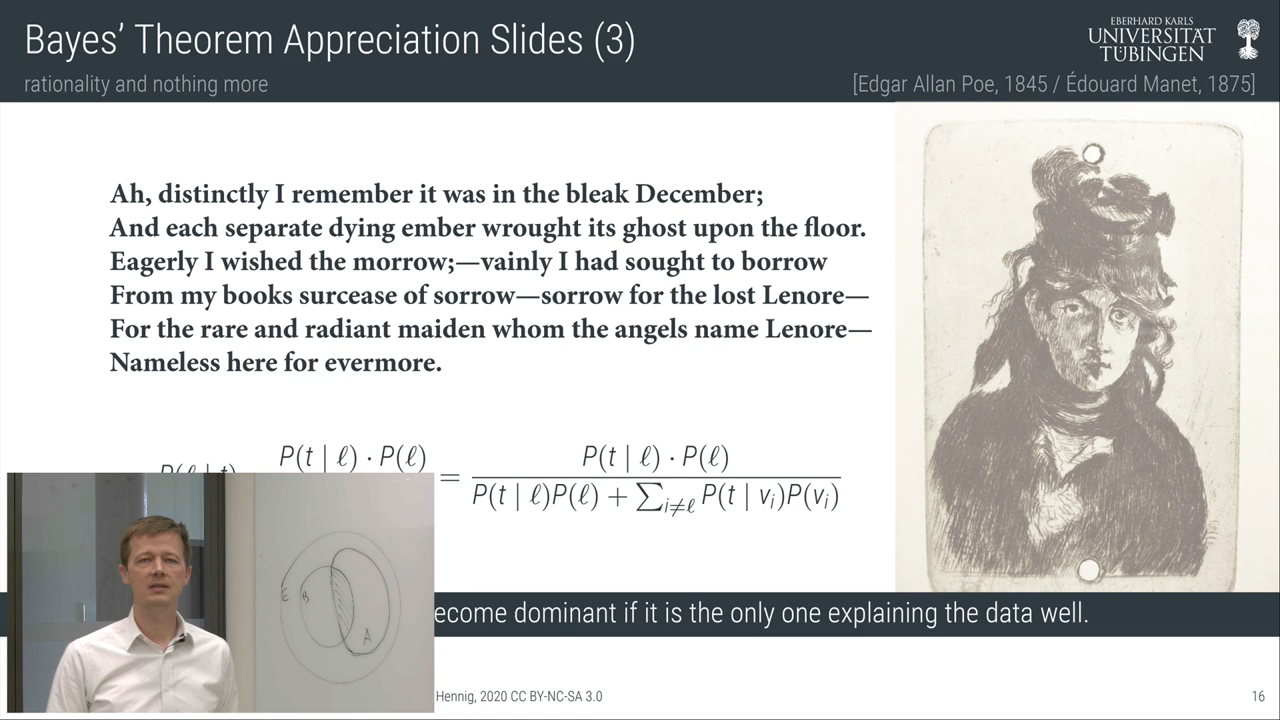 Bayes’ Theorem Appreciation Slides (3)
rationality and nothing more
EBERHARD KARLS
UNIVERSITÄT
TÜBINGEN
[Edgar Allan Poe, 1845 / Édouard Manet, 1875]
Ah, distinctly I remember it was in the bleak December;
And each separate dying ember wrought its ghost upon the floor.
Eagerly I wished the morrow;—vainly I had sought to borrow
From my books surcease of sorrow—sorrow for the lost Lenore—
For the rare and radiant maiden whom the angels name Lenore—
Nameless here for evermore.
P(t | ℓ) · P(ℓ)
= P(t | ℓ) · P(ℓ)
P(t | ℓ)P(ℓ) + ∑i≠ℓ P(t | vi)P(vi)
E B
A
become dominant if it is the only one explaining the data well.
Hennig, 2020 CC BY-NC-SA 3.0
16